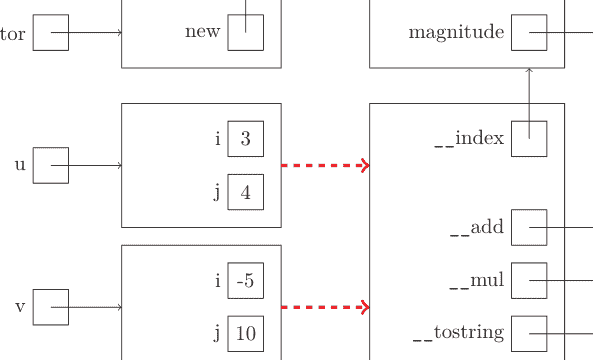 tor
new
magnitude
u
i 3
j 4
__index
__add
v
i -5
__mul
j 10
__tostring